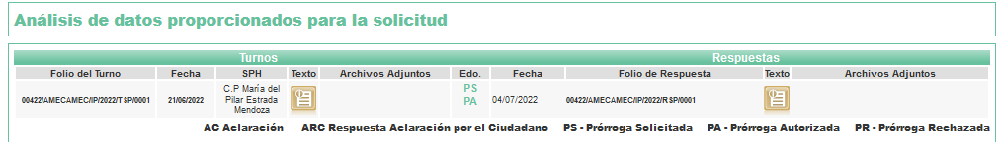 Análisis de datos proporcionados para la solicitud
Turnos Respuestas
Folio del Turno Fecha SPH Texto Archivos Adjuntos Edo. Fecha Folio de Respuesta Texto Archivos Adjuntos
00422/AMECAMEC/IP/2022/TSP/0001 21/06/2022 C.P María del Pilar Estrada Mendoza PS PA 04/07/2022 00422/AMECAMEC/IP/2022/RSP/0001
AC Aclaración ARC Respuesta Aclaración por el Ciudadano PS - Prórroga Solicitada PA - Prórroga Autorizada PR - Prórroga Rechazada